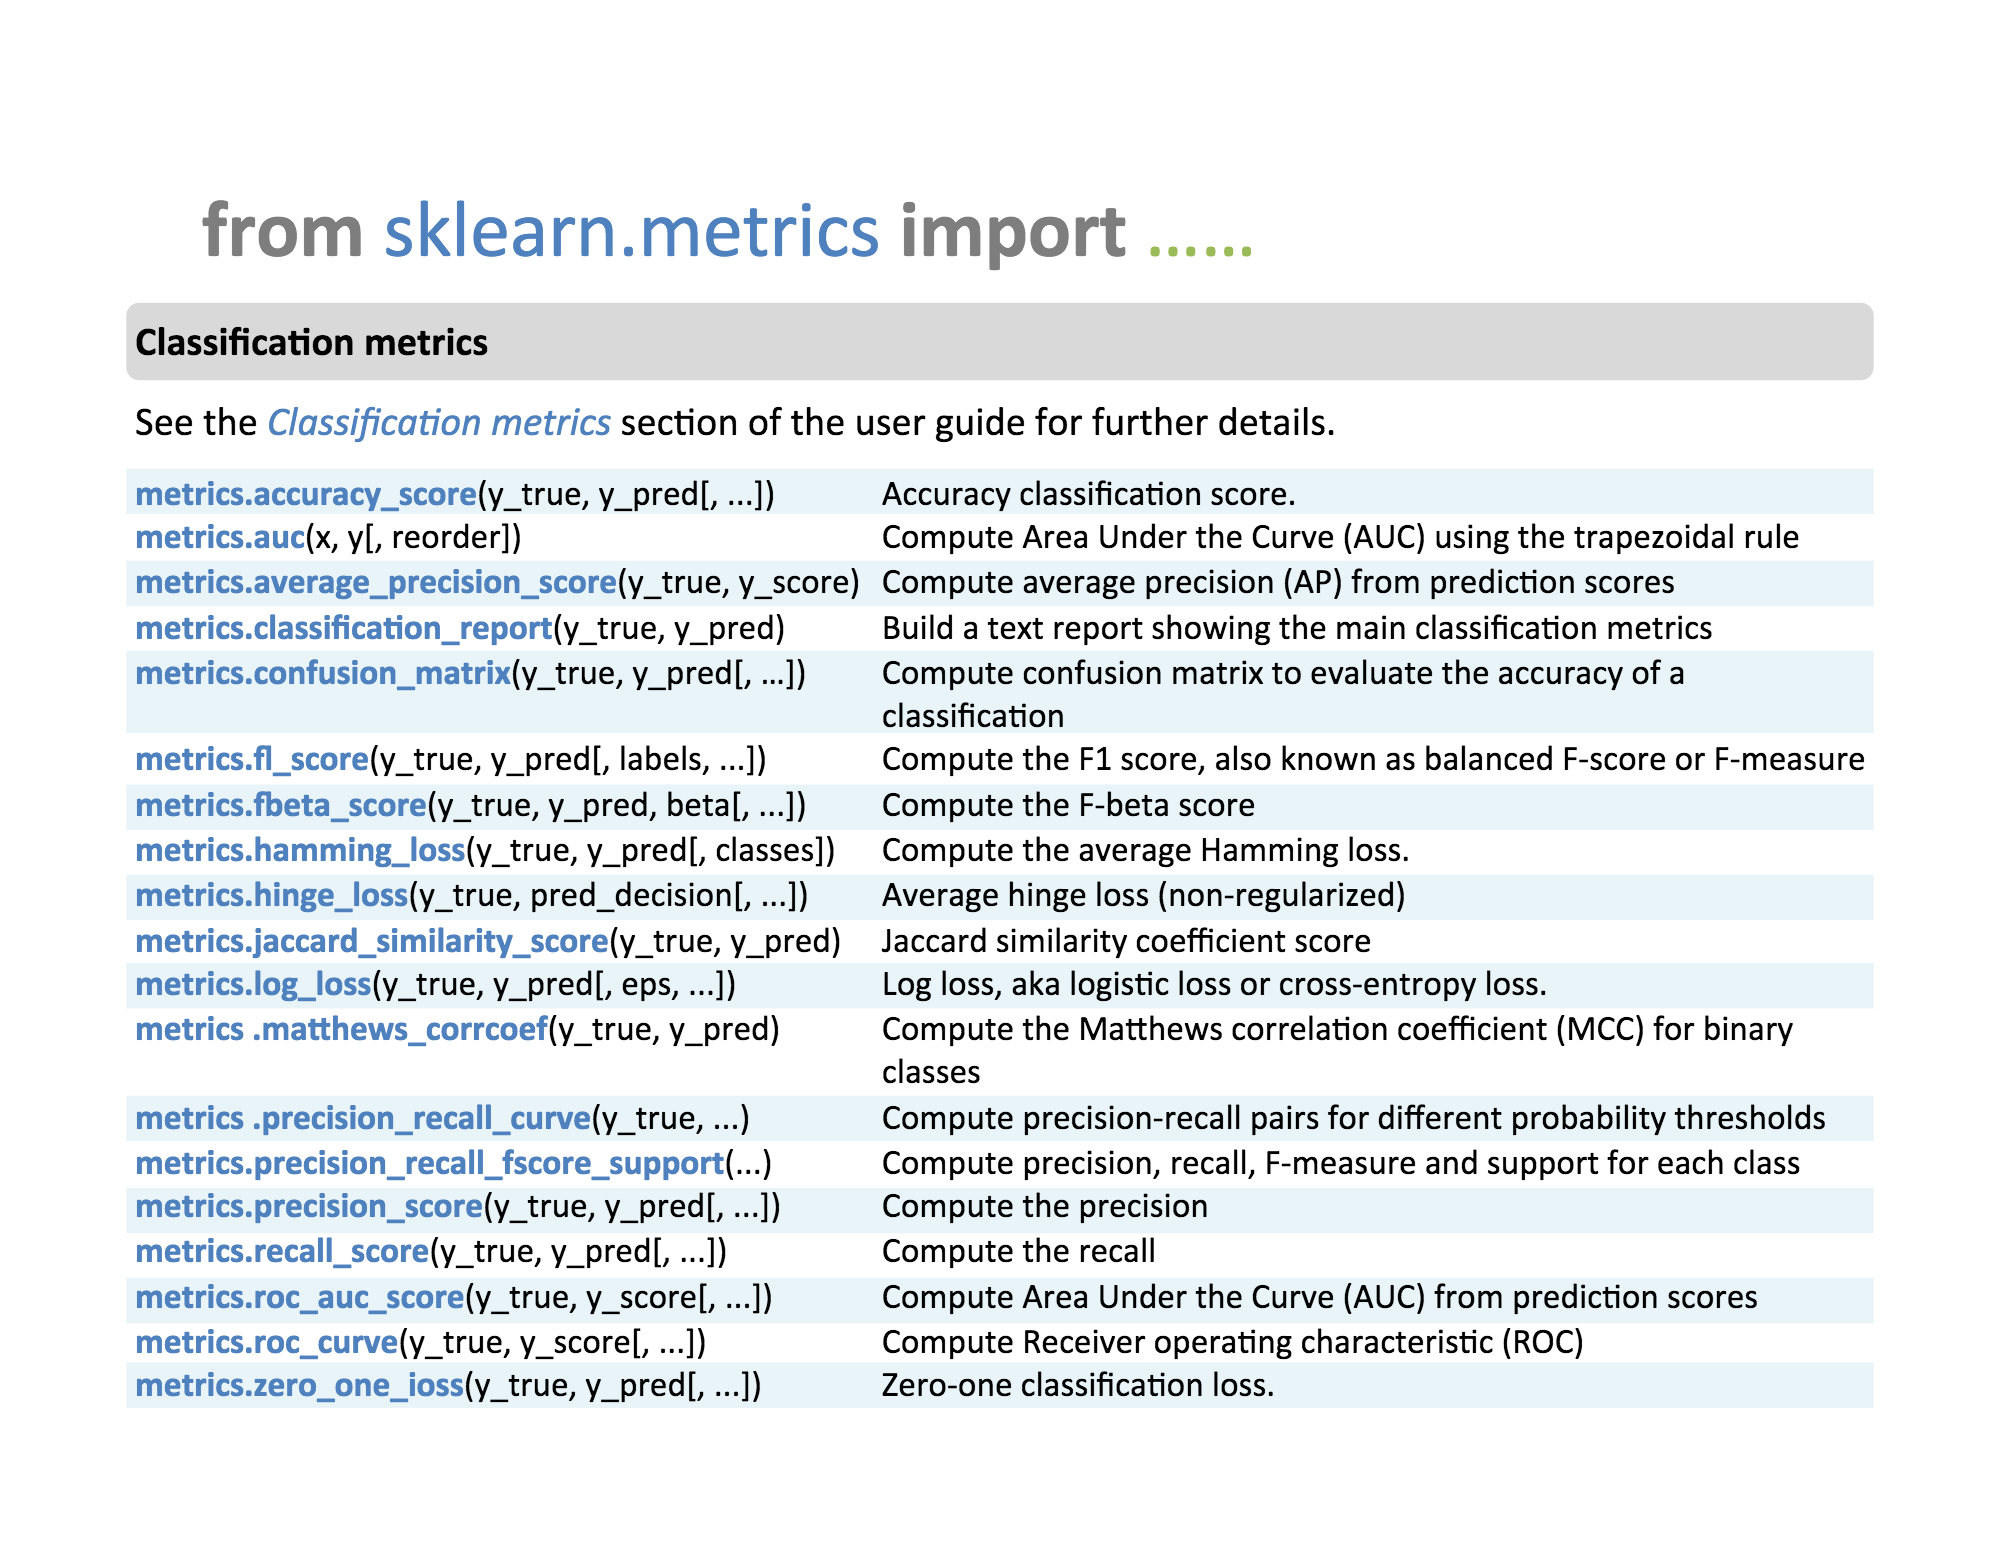 from sklearn.metrics import ......
Classification metrics
See the Classification metrics section of the user guide for further details.
metrics.accuracy_score(y_true, y_pred[, ...]) Accuracy classification score.
metrics.auc(x, y[, reorder]) Compute Area Under the Curve (AUC) using the trapezoidal rule
metrics.average_precision_score(y_true, y_score) Compute average precision (AP) from prediction scores
metrics.classification_report(y_true, y_pred) Build a text report showing the main classification metrics
metrics.confusion_matrix(y_true, y_pred[, ...]) Compute confusion matrix to evaluate the accuracy of a
classification
metrics.fl_score(y_true, y_pred[, labels, ...]) Compute the F1 score, also known as balanced F-score or F-measure
metrics.fbeta_score(y_true, y_pred, beta[, ...]) Compute the F-beta score
metrics.hamming_loss(y_true, y_pred[, classes]) Compute the average Hamming loss.
metrics.hinge_loss(y_true, pred_decision[, ...]) Average hinge loss (non-regularized)
metrics.jaccard_similarity_score(y_true, y_pred) Jaccard similarity coefficient score
metrics.log_loss(y_true, y_pred[, eps, ...]) Log loss, aka logistic loss or cross-entropy loss.
metrics .matthews_corrcoef(y_true, y_pred) Compute the Matthews correlation coefficient (MCC) for binary
classes
metrics .precision_recall_curve(y_true, ...) Compute precision-recall pairs for different probability thresholds
metrics.precision_recall_fscore_support(...) Compute precision, recall, F-measure and support for each class
metrics.precision_score(y_true, y_pred[, ...]) Compute the precision
metrics.recall_score(y_true, y_pred[, ...]) Compute the recall
metrics.roc_auc_score(y_true, y_score[, ...]) Compute Area Under the Curve (AUC) from prediction scores
metrics.roc_curve(y_true, y_score[, ...]) Compute Receiver operating characteristic (ROC)
metrics.zero_one_ioss(y_true, y_pred[, ...]) Zero-one classification loss.